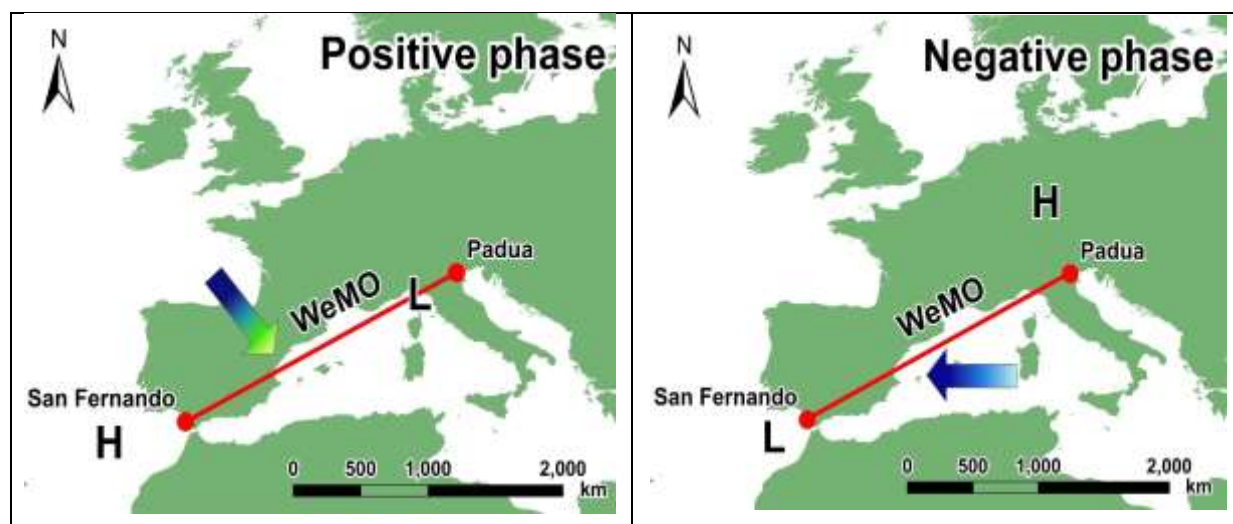 N
Positive phase
Padua
WeMO
L
San Fernando
H
0 500 1,000 2,000
km
N
Negative phase
H
Padua
WeMO
San Fernando
L
0 500 1,000 2,000
km